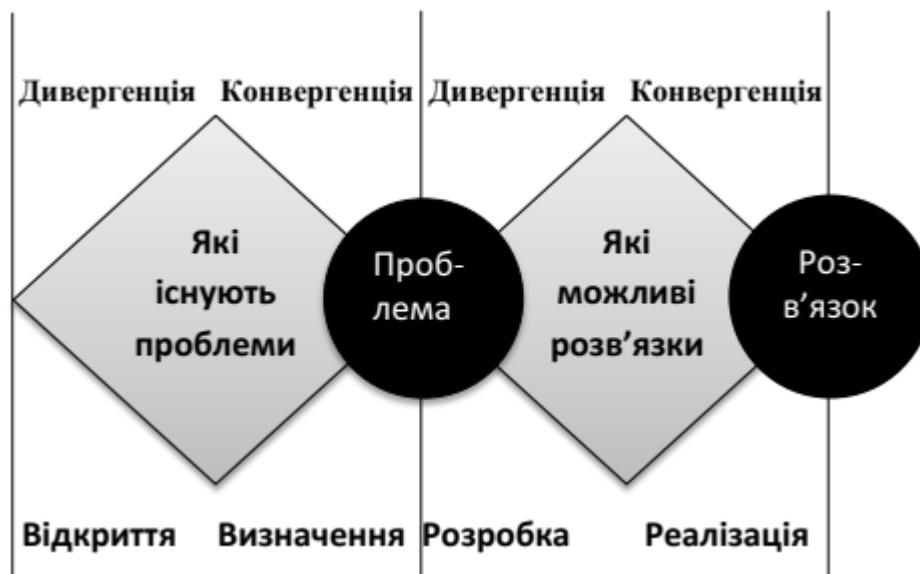 Дивергенція Конвергенція Дивергенція Конвергенція
Які
існують
проблеми
Проб-
лема
Які
можливі
розв’язки
Роз-
в’язок
Відкриття Визначення Розробка Реалізація